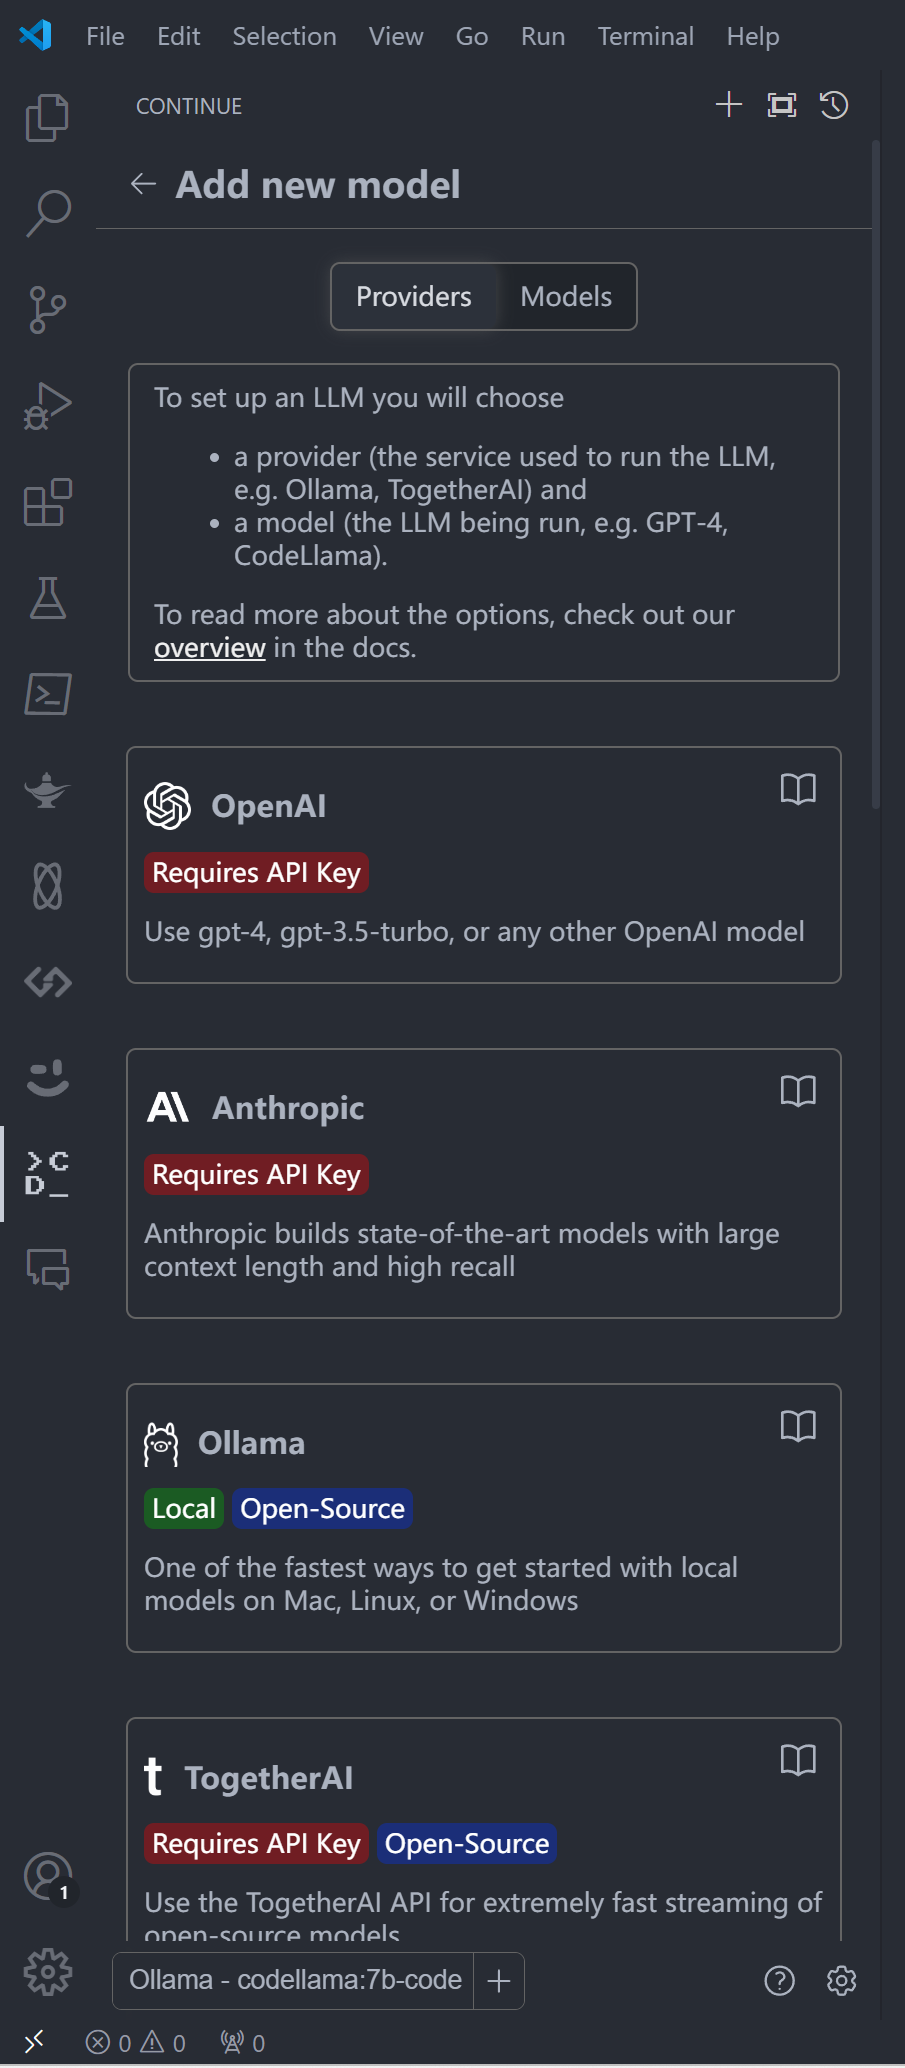 File Edit Selection View Go Run Terminal Help
CONTINUE
Add new model
Providers Models
To set up an LLM you will choose
• a provider (the service used to run the LLM,
e.g. Ollama, TogetherAI) and
• a model (the LLM being run, e.g. GPT-4,
CodeLlama).
To read more about the options, check out our
overview in the docs.
OpenAI
Requires API Key
Use gpt-4, gpt-3.5-turbo, or any other OpenAI model
Anthropic
Requires API Key
Anthropic builds state-of-the-art models with large
context length and high recall
Ollama
Local Open-Source
One of the fastest ways to get started with local
models on Mac, Linux, or Windows
TogetherAI
Requires API Key Open-Source
Use the TogetherAI API for extremely fast streaming of
open-source models
1
Ollama - codellama:7b-code
0 0 0